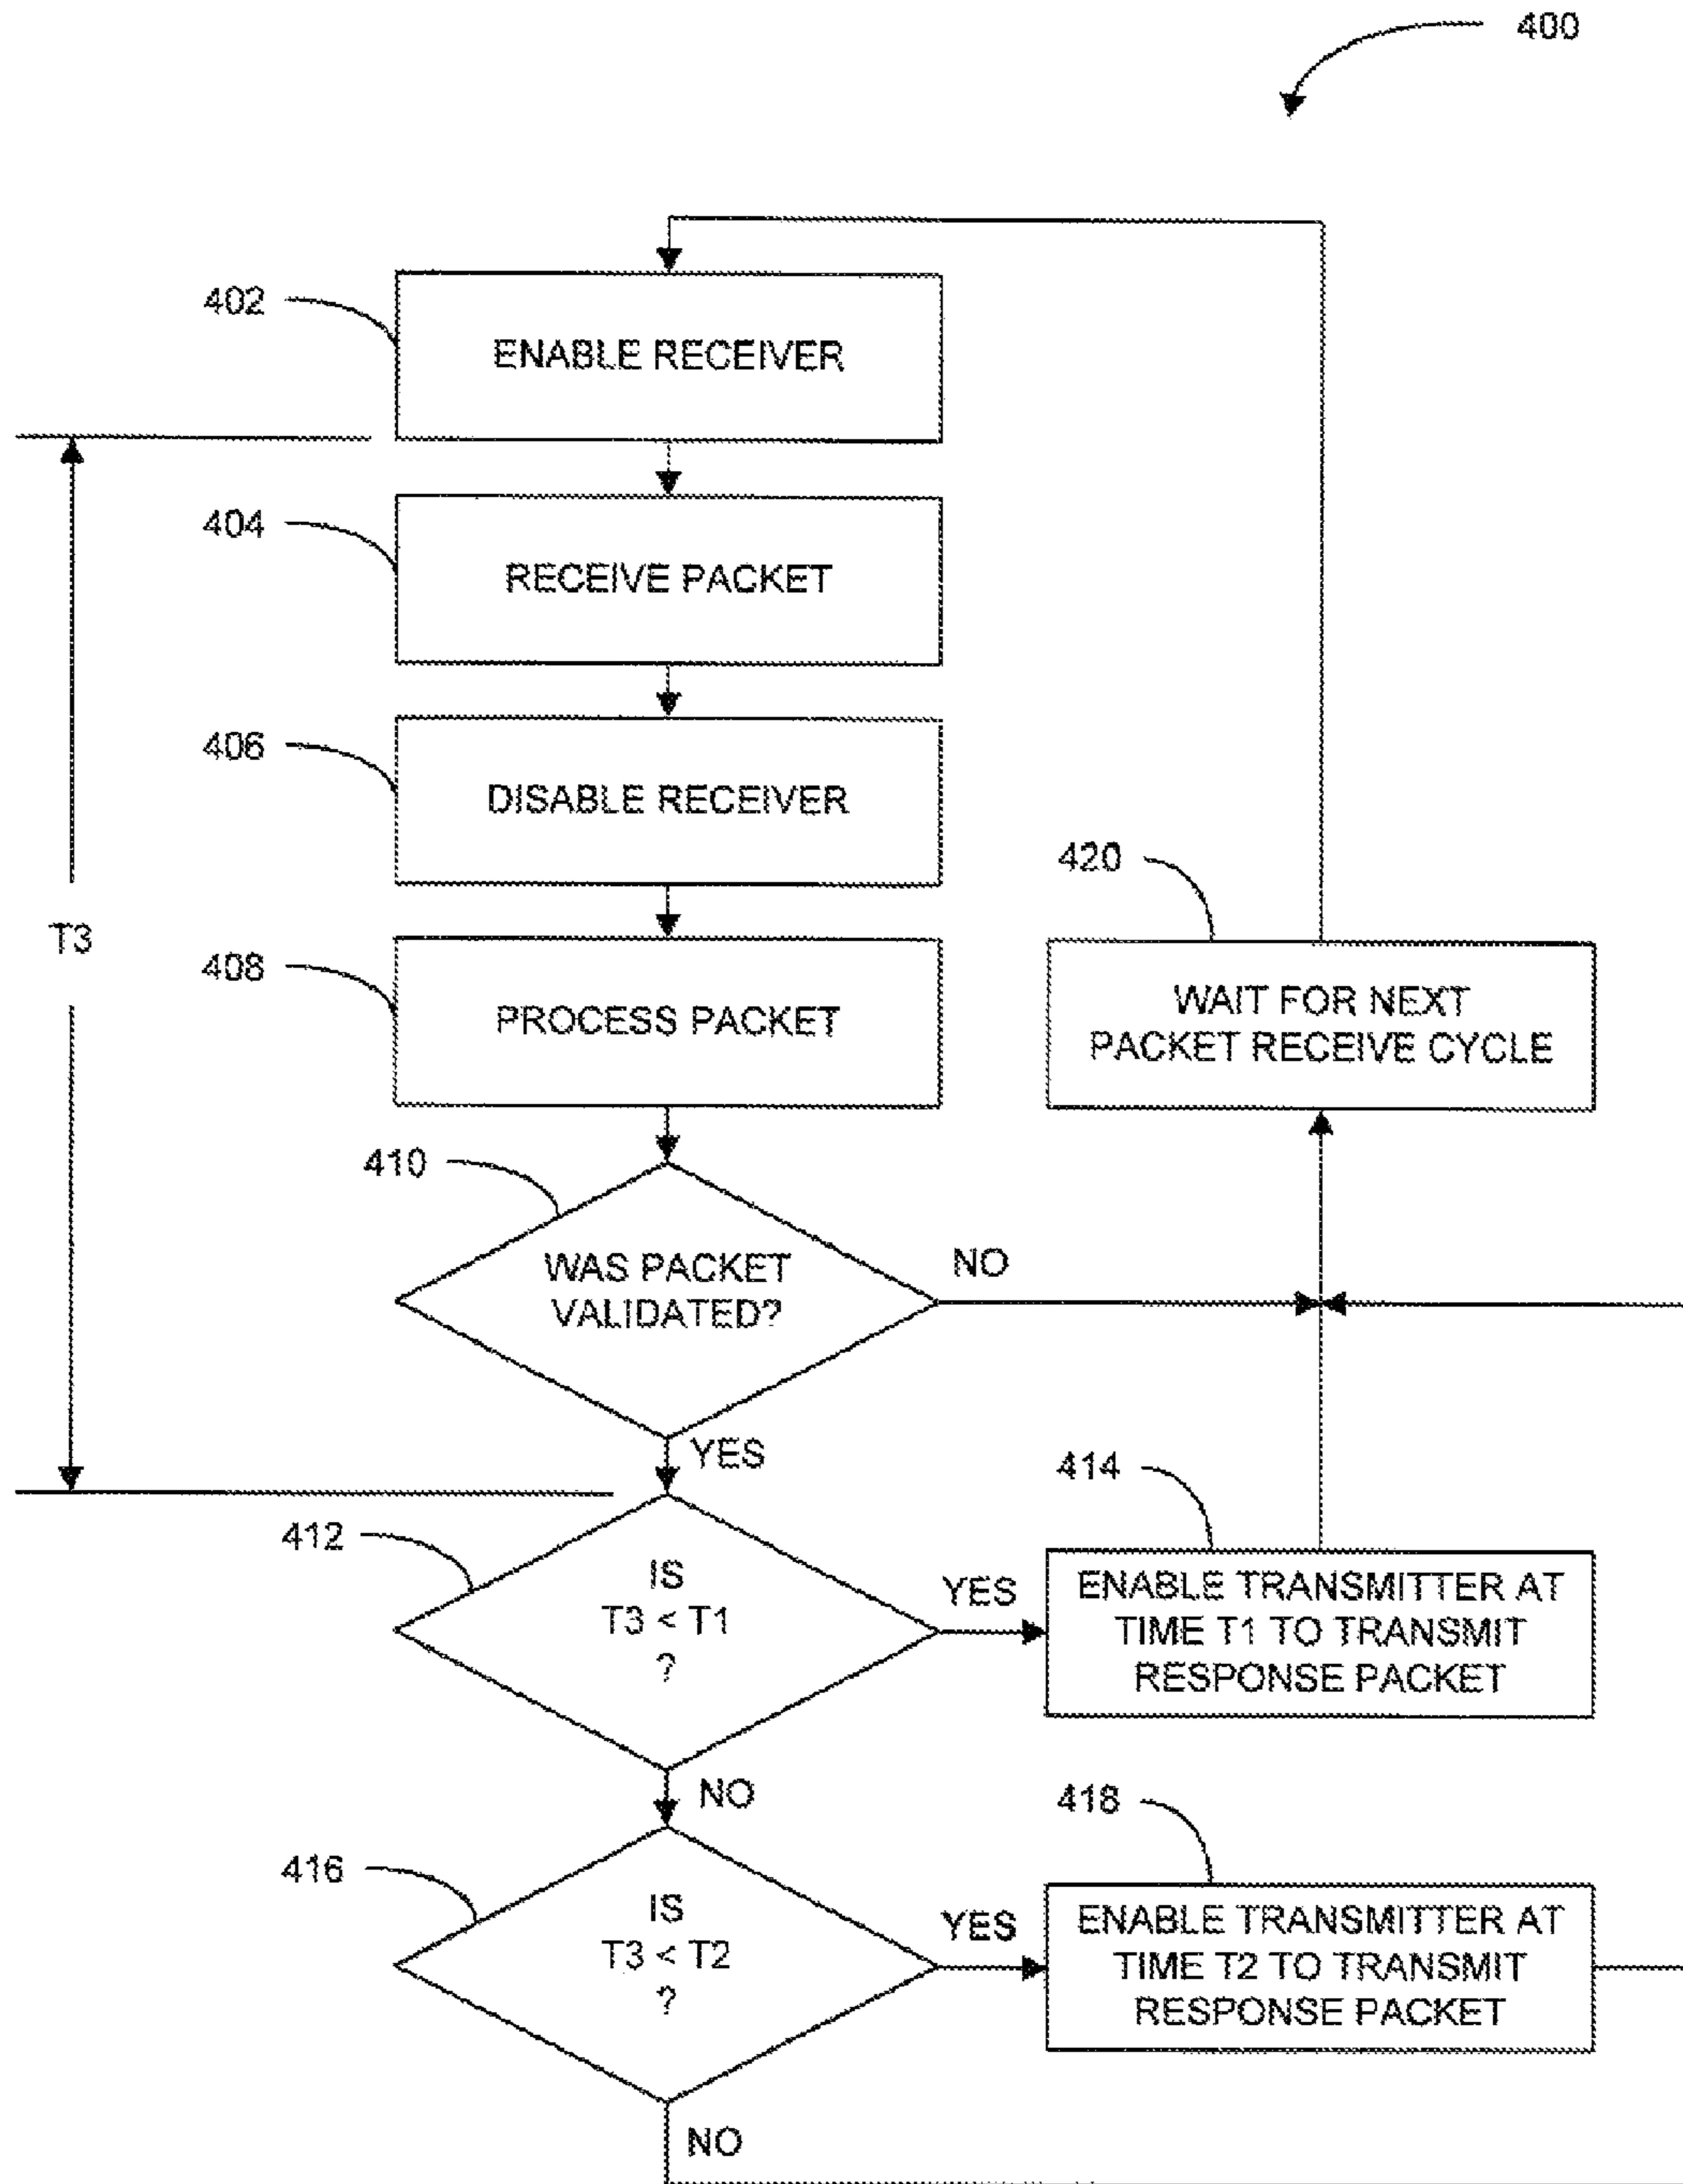 400
402
ENABLE RECEIVER
404
RECEIVE PACKET
406
DISABLE RECEIVER
T3
408
PROCESS PACKET
420
WAIT FOR NEXT
PACKET RECEIVE CYCLE
410
WAS PACKET
VALIDATED?
NO
YES
412
IS
T3 < T1
?
YES
414
ENABLE TRANSMITTER AT
TIME T1 TO TRANSMIT
RESPONSE PACKET
NO
416
IS
T3 < T2
?
YES
418
ENABLE TRANSMITTER AT
TIME T2 TO TRANSMIT
RESPONSE PACKET
NO